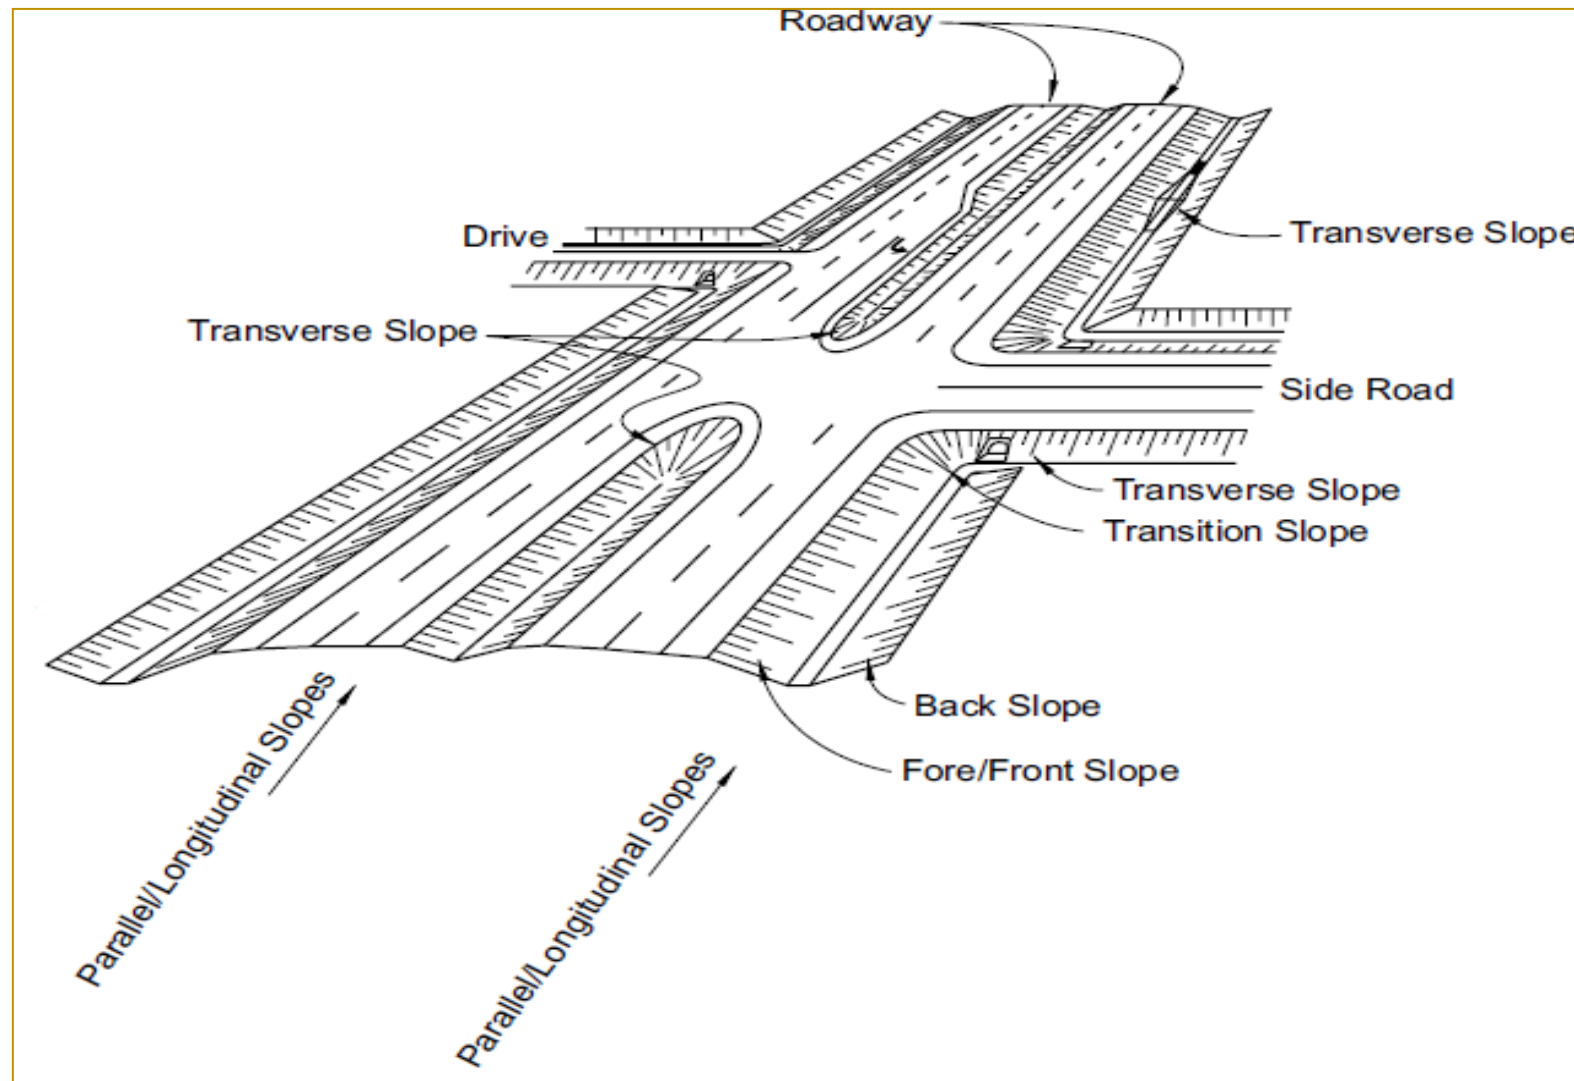 Roadway
Drive
Transverse Slope
Transverse Slope
Side Road
Transverse Slope
Transition Slope
Back Slope
Fore/Front Slope
Parallel/Longitudinal Slopes
Parallel/Longitudinal Slopes